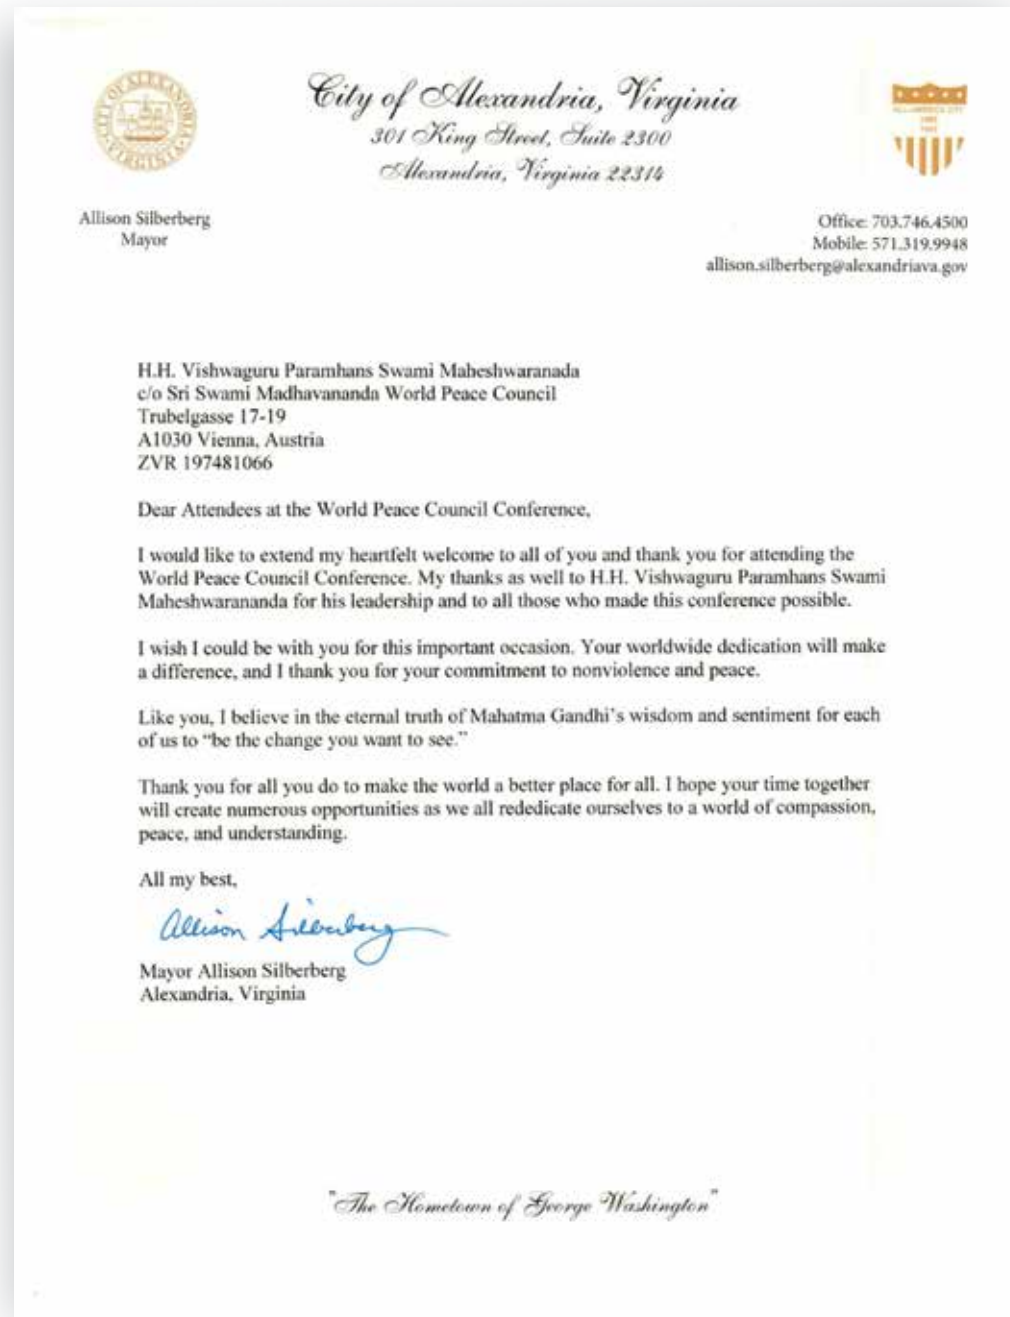 CITY OF ALEXANDRIA
VIRGINIA
City of Alexandria, Virginia
301 King Street, Suite 2300
Alexandria, Virginia 22314
Allison Silberberg
Mayor
Office: 703.746.4500
Mobile: 571.319.9948
allison.silberberg@alexandriava.gov
H.H. Vishwaguru Paramhans Swami Maheshwaranada
c/o Sri Swami Madhavananda World Peace Council
Trubelgasse 17-19
A1030 Vienna, Austria
ZVR 197481066
Dear Attendees at the World Peace Council Conference,
I would like to extend my heartfelt welcome to all of you and thank you for attending the
World Peace Council Conference. My thanks as well to H.H. Vishwaguru Paramhans Swami
Maheshwarananda for his leadership and to all those who made this conference possible.
I wish I could be with you for this important occasion. Your worldwide dedication will make
a difference, and I thank you for your commitment to nonviolence and peace.
Like you, I believe in the eternal truth of Mahatma Gandhi's wisdom and sentiment for each
of us to “be the change you want to see.”
Thank you for all you do to make the world a better place for all. I hope your time together
will create numerous opportunities as we all rededicate ourselves to a world of compassion,
peace, and understanding.
All my best,
Allison Silberberg
Mayor Allison Silberberg
Alexandria, Virginia
"The Hometown of George Washington"